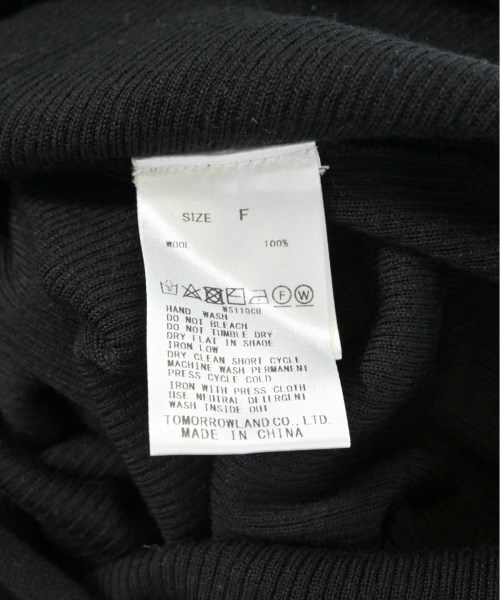 SIZE F
WOOL 100%
F W
WS110GU
HAND WASH
DO NOT BLEACH
DO NOT TUMBLE DRY
DRY FLAT IN SHADE
IRON LOW
DRY CLEAN SHORT CYCLE
MACHINE WASH PERMANENT
PRESS CYCLE COLD
IRON WITH PRESS CLOTH
USE NEUTRAL DETERGENT
WASH INSIDE OUT
TOMORROWLAND CO., LTD.
MADE IN CHINA